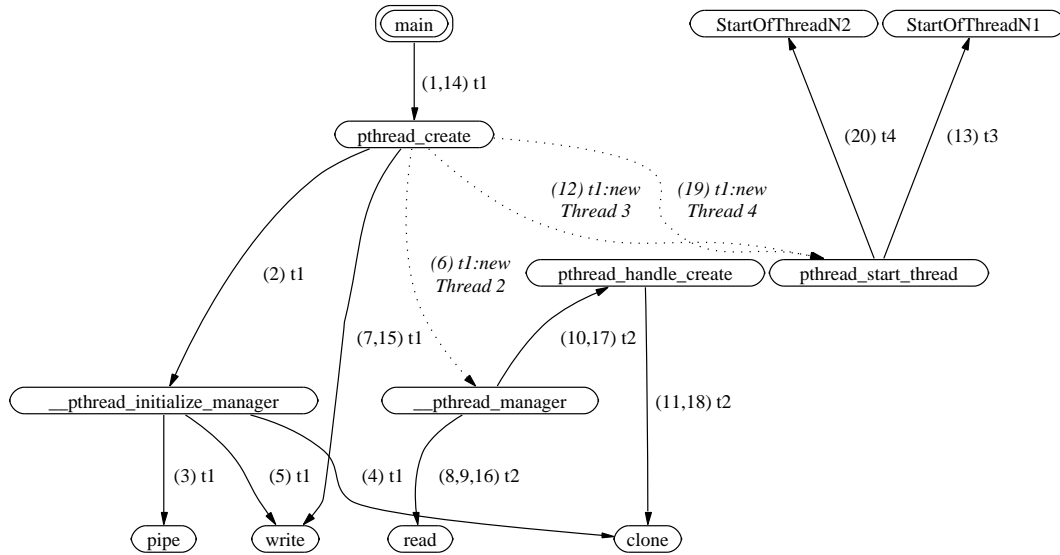 main
StartOfThreadN2
StartOfThreadN1
(1,14) t1
pthread_create
(20) t4
(13) t3
(12) t1:new
Thread 3
(19) t1:new
Thread 4
(2) t1
(6) t1:new
Thread 2
pthread_handle_create
pthread_start_thread
(7,15) t1
(10,17) t2
__pthread_initialize_manager
__pthread_manager
(11,18) t2
(3) t1
(5) t1
(4) t1
(8,9,16) t2
pipe
write
read
clone